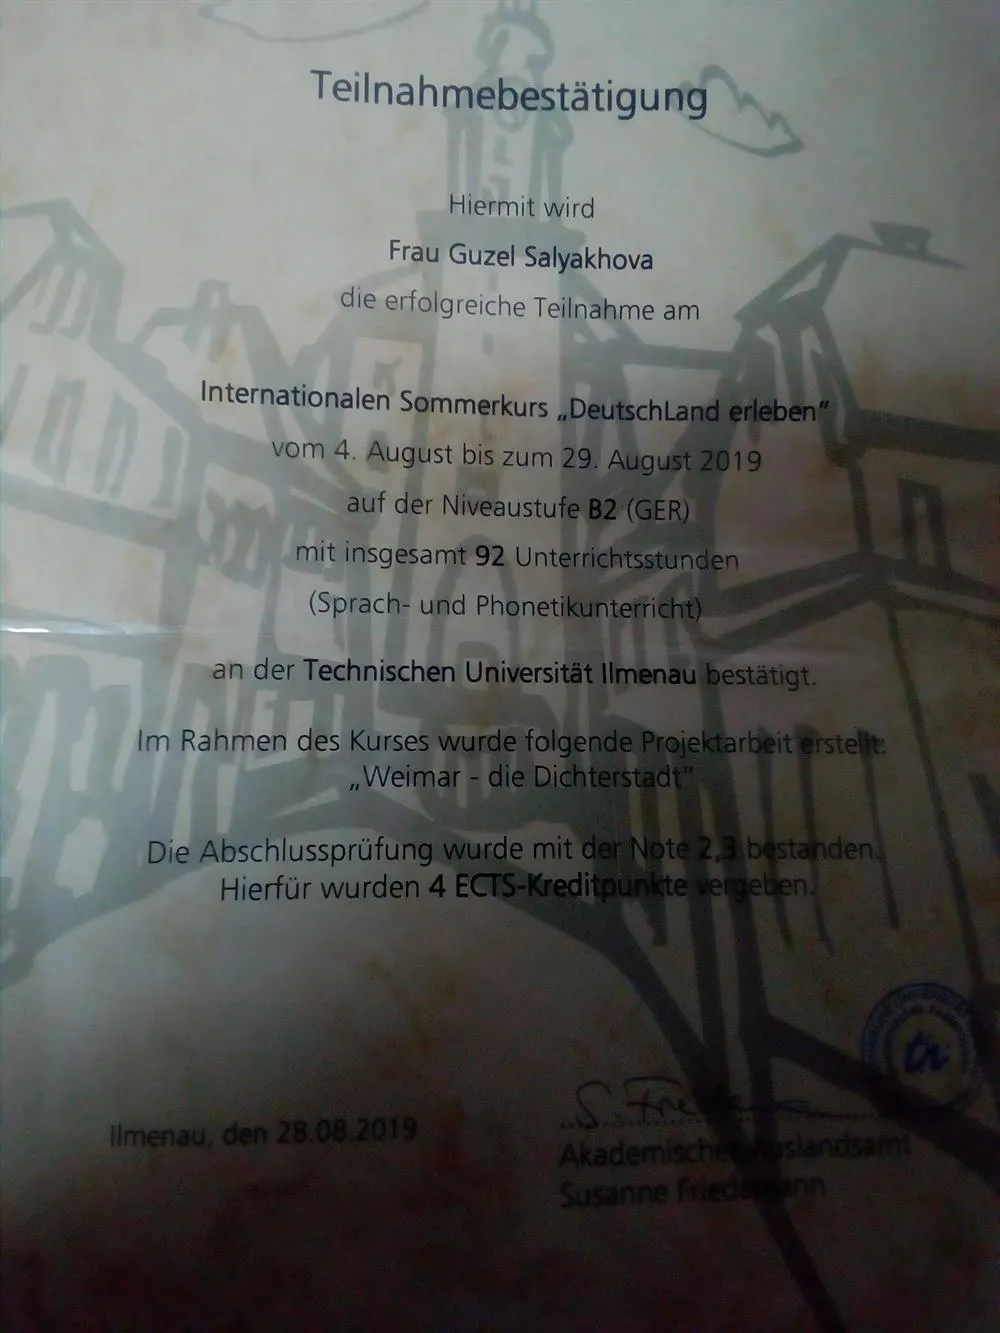 Teilnahmebestätigung
Hiermit wird
Frau Guzel Salyakhova
die erfolgreiche Teilnahme am
Internationalen Sommerkurs „DeutschLand erleben“
vom 4. August bis zum 29. August 2019
auf der Niveaustufe B2 (GER)
mit insgesamt 92 Unterrichtsstunden
(Sprach- und Phonetikunterricht)
an der Technischen Universität Ilmenau bestätigt.
Im Rahmen des Kurses wurde folgende Projektarbeit erstellt:
„Weimar - die Dichterstadt“
Die Abschlussprüfung wurde mit der Note 2,3 bestanden.
Hierfür wurden 4 ECTS-Kreditpunkte vergeben.
Ilmenau, den 28.08.2019
Akademisches Auslandsamt
Susanne Friedemann